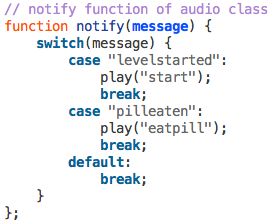 // notify function of audio class
function notify(message) {
    switch(message) {
        case "levelstarted":
            play("start");
            break;
        case "pilleaten":
            play("eatpill");
            break;
        default:
            break;
    }
};